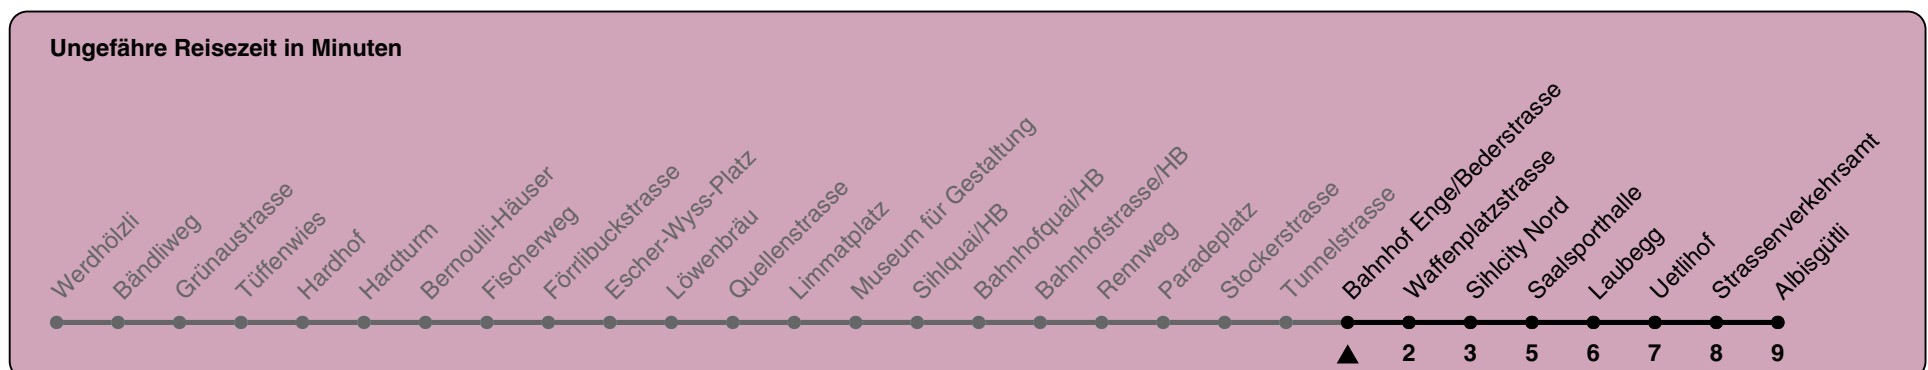 Ungefähre Reisezeit in Minuten
Werdhölzli
Bändliweg
Grünaustrasse
Tüffenwies
Hardhof
Hardturm
Bernoulli-Häuser
Fischerweg
Förrlibuckstrasse
Escher-Wyss-Platz
Löwenbräu
Quellenstrasse
Limmatplatz
Museum für Gestaltung
Sihlquai/HB
Bahnhofquai/HB
Bahnhofstrasse/HB
Rennweg
Paradeplatz
Stockerstrasse
Tunnelstrasse
Bahnhof Enge/Bederstrasse
Waffenplatzstrasse
Sihlcity Nord
Saalsporthalle
Laubegg
Uetlihof
Strassenverkehrsamt
Albisgütli
2 3 5 6 7 8 9